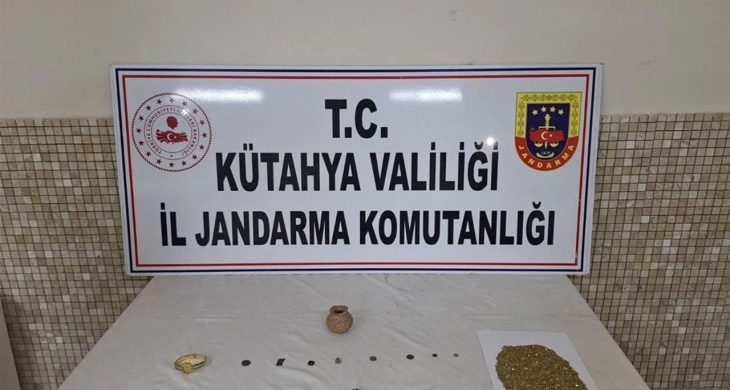 T.C.
KÜTAHYA VALİLİĞİ
İL JANDARMA KOMUTANLIĞI
JANDARMA